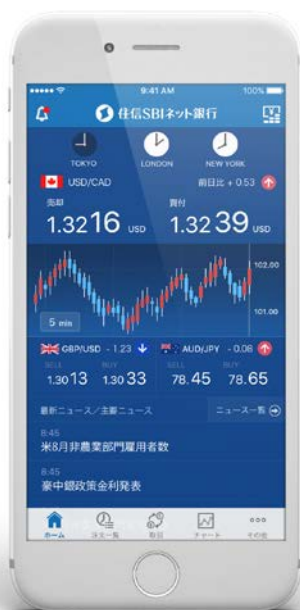 9:41 AM
100%
住信SBIネット銀行
TOKYO
LONDON
NEW YORK
USD/CAD
前日比 + 0.53
売却
買付
1.3216 USD
1.3239 USD
102.00
101.00
5 min
GBP/USD - 1.23
AUD/JPY - 0.08
SELL
BUY
SELL
BUY
1.3013
1.3033
78.45
78.65
最新ニュース／主要ニュース
ニュース一覧
8:45
米8月非農業部門雇用者数
8:45
豪中銀政策金利発表
ホーム
注文一覧
取引
チャート
その他